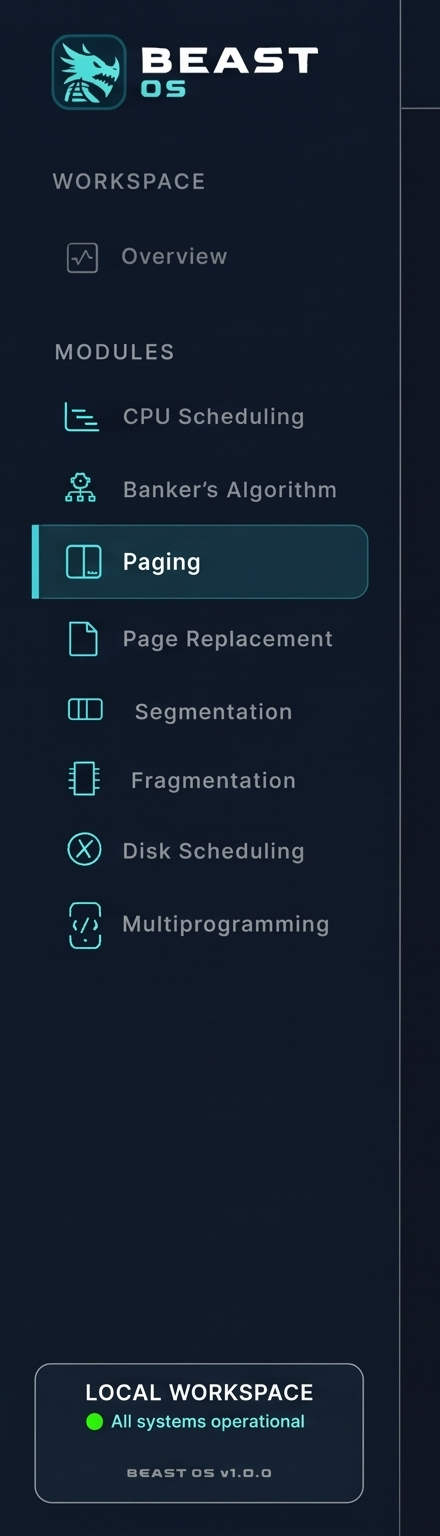 BEAST
OS
WORKSPACE
Overview
MODULES
CPU Scheduling
Banker’s Algorithm
Paging
Page Replacement
Segmentation
Fragmentation
Disk Scheduling
Multiprogramming
LOCAL WORKSPACE
All systems operational
BEAST OS v1.0.0